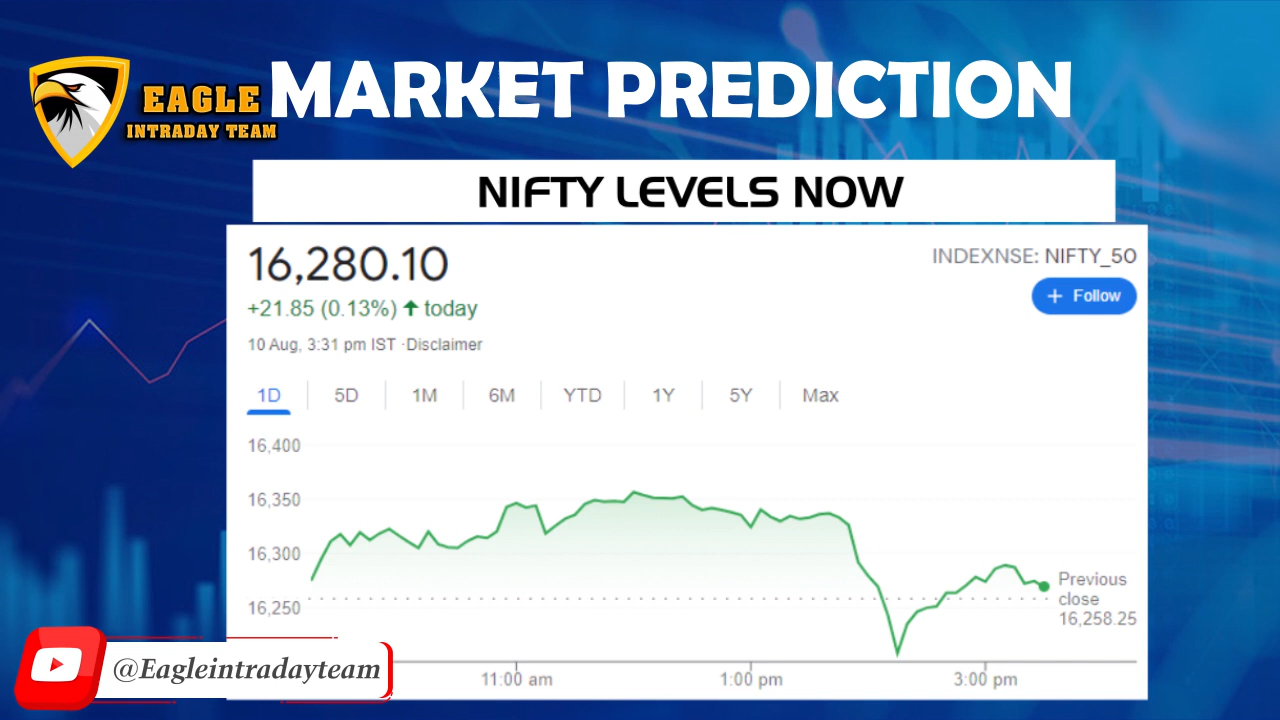 MARKET PREDICTION
EAGLE
INTRADAY TEAM
NIFTY LEVELS NOW
16,280.10
INDEXNSE: NIFTY_50
+21.85 (0.13%) ↑ today
+ Follow
10 Aug, 3:31 pm IST ·Disclaimer
1D 5D 1M 6M YTD 1Y 5Y Max
16,400
16,350
16,300
16,250
Previous
close
16,258.25
11:00 am 1:00 pm 3:00 pm
@Eagleintradayteam